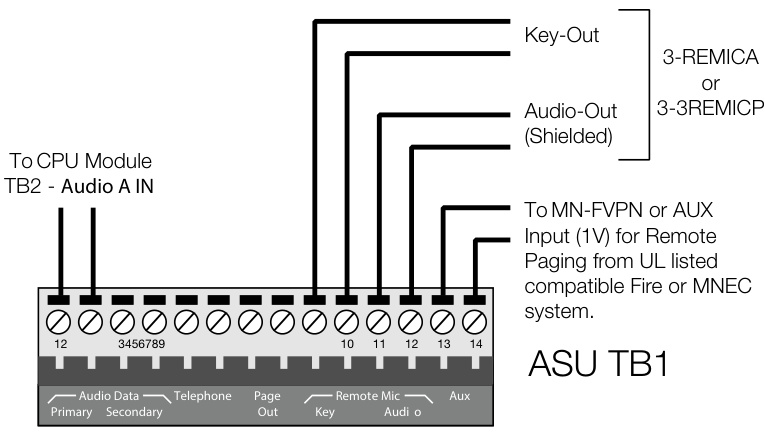 Key-Out
3-REMICA
or
3-3REMICP
Audio-Out
(Shielded)
To CPU Module
TB2 - Audio A IN
To MN-FVPN or AUX
Input (1V) for Remote
Paging from UL listed
compatible Fire or MNEC
system.
12 3456789 10 11 12 13 14
ASU TB1
Audio Data Telephone Page Remote Mic Aux
Primary Secondary Out Key Audi o